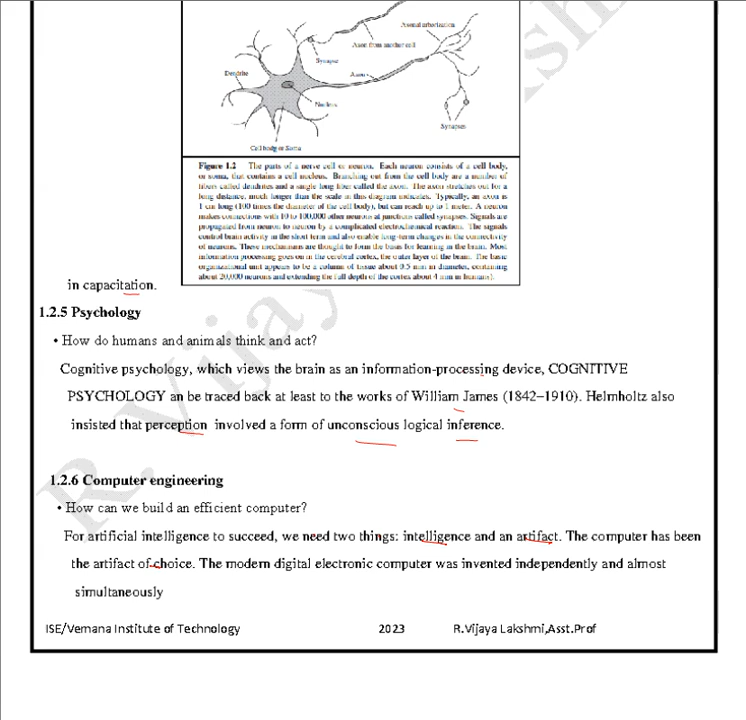 Axonal arborization
Axon from another cell
Synapse
Dendrite
Axon
Nucleus
Synapses
Cell body or Soma
Figure 1.2 The parts of a nerve cell or neuron. Each neuron consists of a cell body,
or soma, that contains a cell nucleus. Branching out from the cell body are a number of
fibers called dendrites and a single long fiber called the axon. The axon stretches out for a
long distance, much longer than the scale in this diagram indicates. Typically, an axon is
1 cm long (100 times the diameter of the cell body), but can reach up to 1 meter. A neuron
makes connections with 10 to 100,000 other neurons at junctions called synapses. Signals are
propagated from neuron to neuron by a complicated electrochemical reaction. The signals
control brain activity in the short term and also enable long-term changes in the connectivity
of neurons. These mechanisms are thought to form the basis for learning in the brain. Most
information processing goes on in the cerebral cortex, the outer layer of the brain. The basic
organizational unit appears to be a column of tissue about 0.5 mm in diameter, containing
about 20,000 neurons and extending the full depth of the cortex about 4 mm in humans).
in capacitation.
1.2.5 Psychology
• How do humans and animals think and act?
Cognitive psychology, which views the brain as an information-processing device, COGNITIVE
PSYCHOLOGY an be traced back at least to the works of William James (1842–1910). Helmholtz also
insisted that perception involved a form of unconscious logical inference.
1.2.6 Computer engineering
• How can we build an efficient computer?
For artificial intelligence to succeed, we need two things: intelligence and an artifact. The computer has been
the artifact of choice. The modern digital electronic computer was invented independently and almost
simultaneously
ISE/Vemana Institute of Technology 2023 R.Vijaya Lakshmi,Asst.Prof